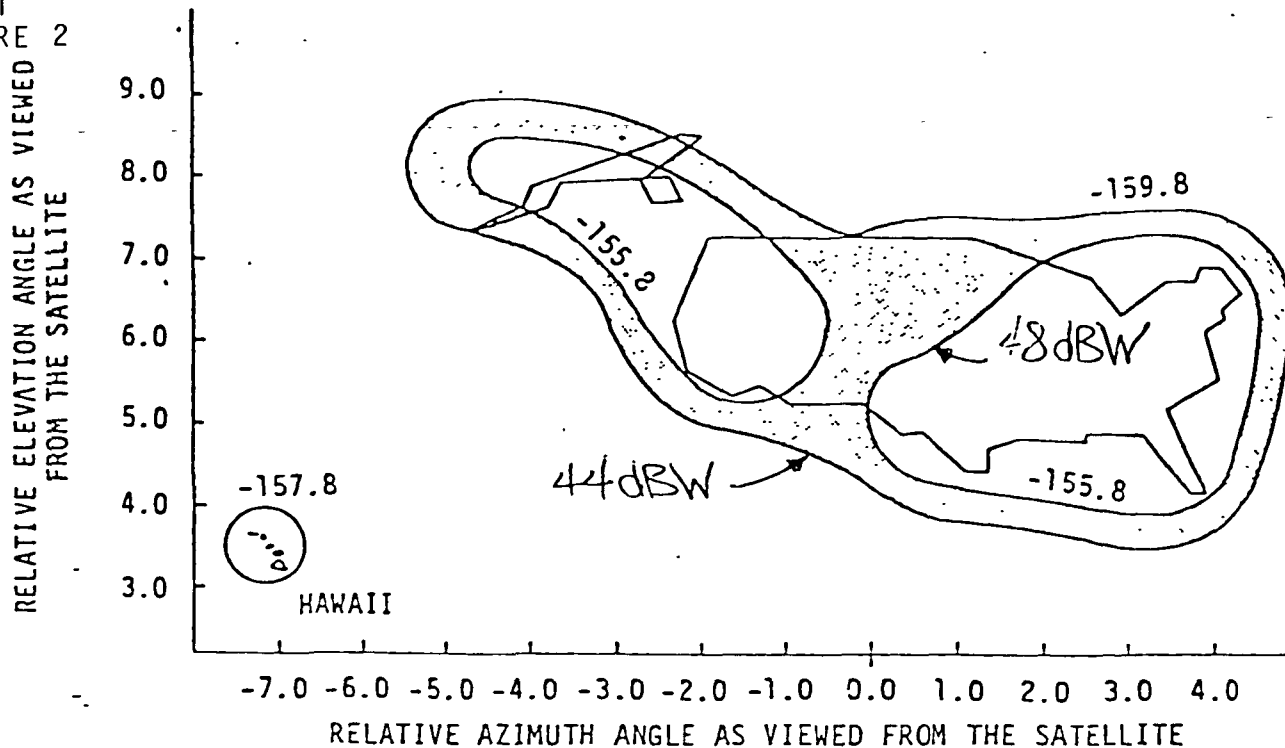 RE 2
RELATIVE ELEVATION ANGLE AS VIEWED
FROM THE SATELLITE
9.0
8.0
7.0
6.0
5.0
4.0
3.0
-159.8
-155.8
48dBW
44dBW
-155.8
-157.8
HAWAII
-7.0 -6.0 -5.0 -4.0 -3.0 -2.0 -1.0 0.0 1.0 2.0 3.0 4.0
RELATIVE AZIMUTH ANGLE AS VIEWED FROM THE SATELLITE